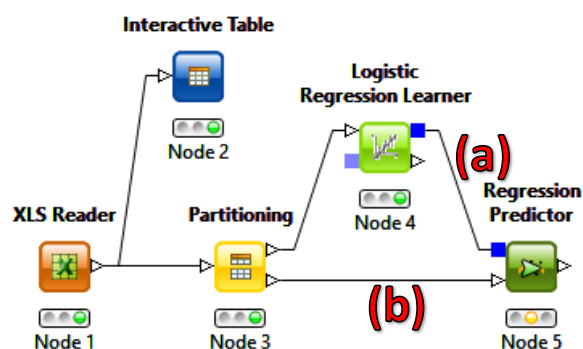 Interactive Table
Node 2
Logistic
Regression Learner
Node 4
(a)
XLS Reader
Node 1
Partitioning
Node 3
(b)
Regression
Predictor
Node 5